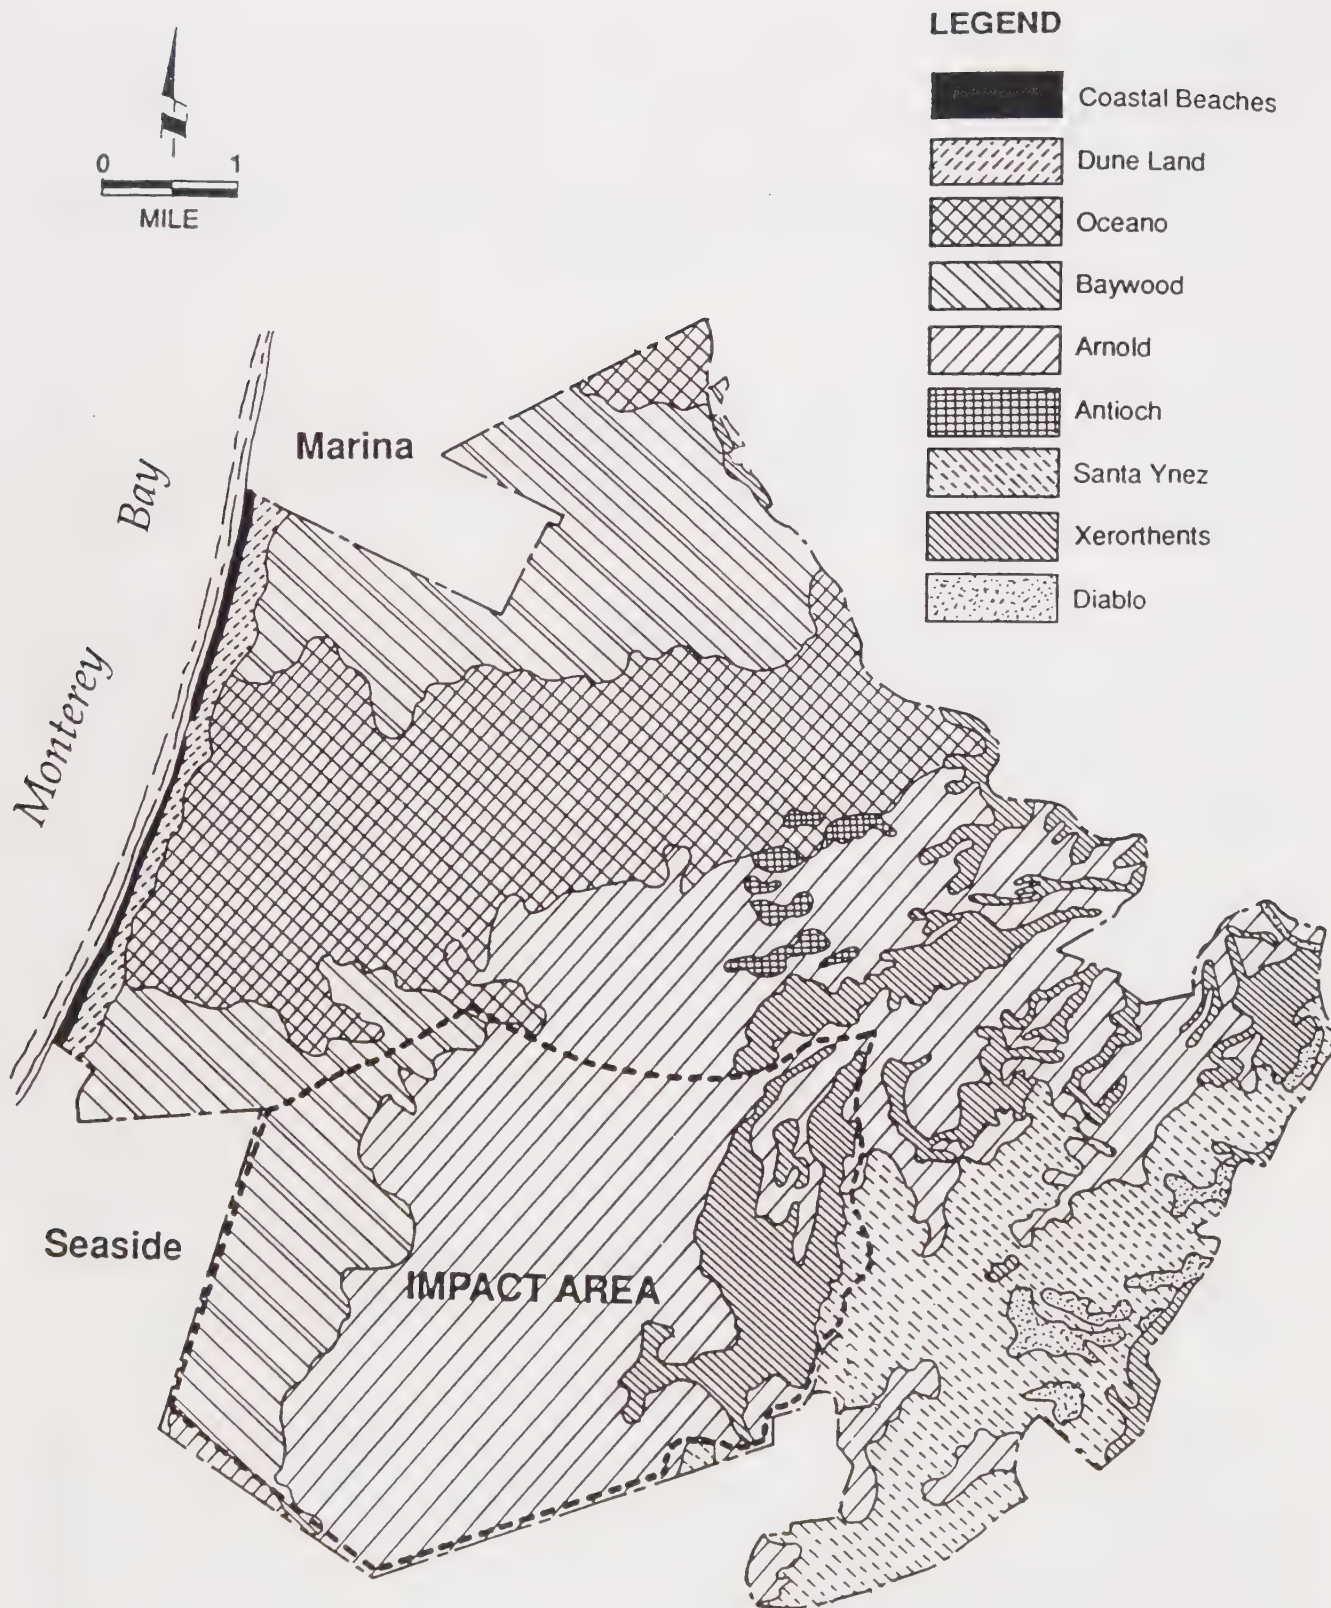 LEGEND
Coastal Beaches
Dune Land
Oceano
Baywood
Arnold
Antioch
Santa Ynez
Xerorthents
Diablo
0 1
MILE
Marina
Monterey Bay
Seaside
IMPACT AREA